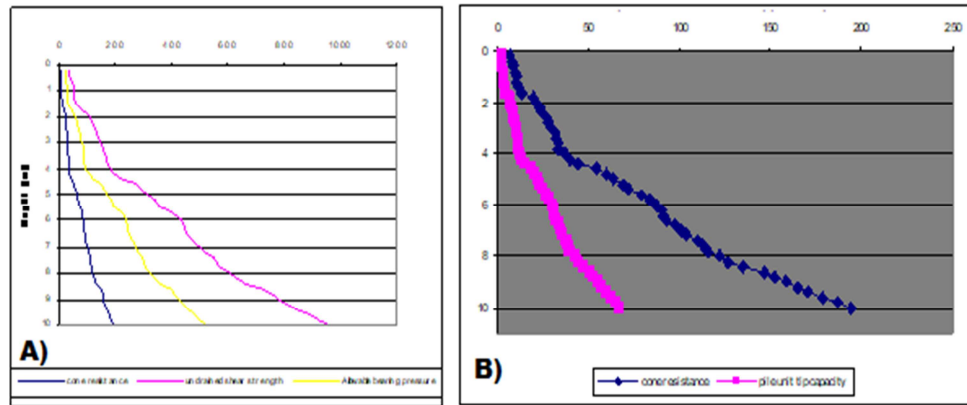 0 200 400 600 800 1000 1200
0
1
2
3
4
5
6
7
8
9
10
A)
cone resistance undrained shear strength Allowable bearing pressure
0 50 100 150 200 250
0
2
4
6
8
10
B)
cone resistance pile unit tip capacity